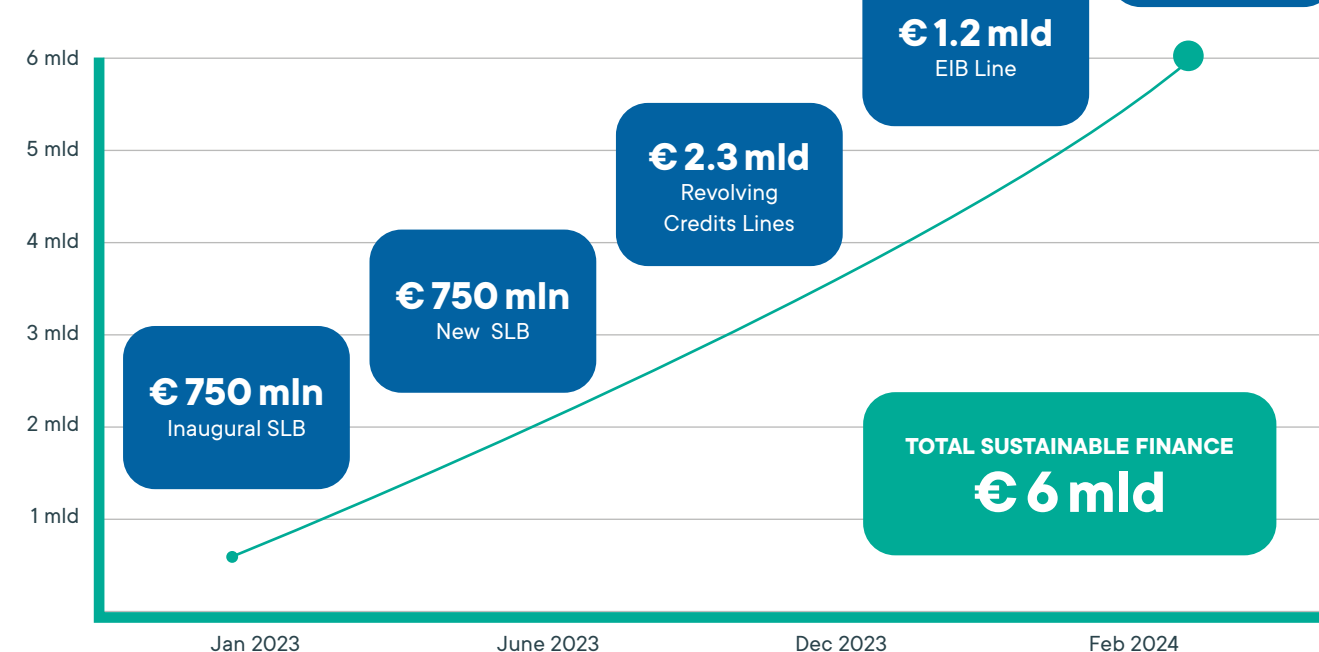 € 1.2 mld
EIB Line
6 mld
5 mld
€ 2.3 mld
Revolving
Credits Lines
4 mld
€ 750 mln
New SLB
3 mld
€ 750 mln
Inaugural SLB
2 mld
TOTAL SUSTAINABLE FINANCE
€ 6 mld
1 mld
Jan 2023
June 2023
Dec 2023
Feb 2024